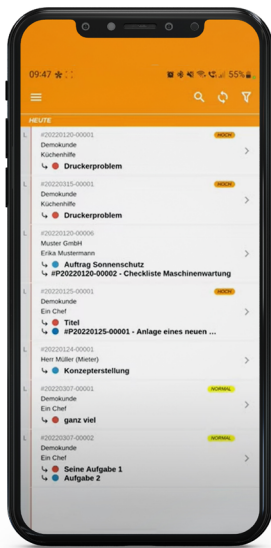 09:47
55%
HEUTE
L #20220120-00001 HOCH
Demokunde
Küchenhilfe
Druckerproblem
L #20220315-00001 HOCH
Demokunde
Küchenhilfe
Druckerproblem
L #20220120-00006
Muster GmbH
Erika Mustermann
Auftrag Sonnenschutz
#P20220120-00002 - Checkliste Maschinenwartung
L #20220125-00001 HOCH
Demokunde
Ein Chef
Titel
#P20220125-00001 - Anlage eines neuen ...
L #20220124-00001
Herr Müller (Mieter)
Konzepterstellung
L #20220307-00001 NORMAL
Demokunde
Ein Chef
ganz viel
L #20220307-00002 NORMAL
Demokunde
Ein Chef
Seine Aufgabe 1
Aufgabe 2